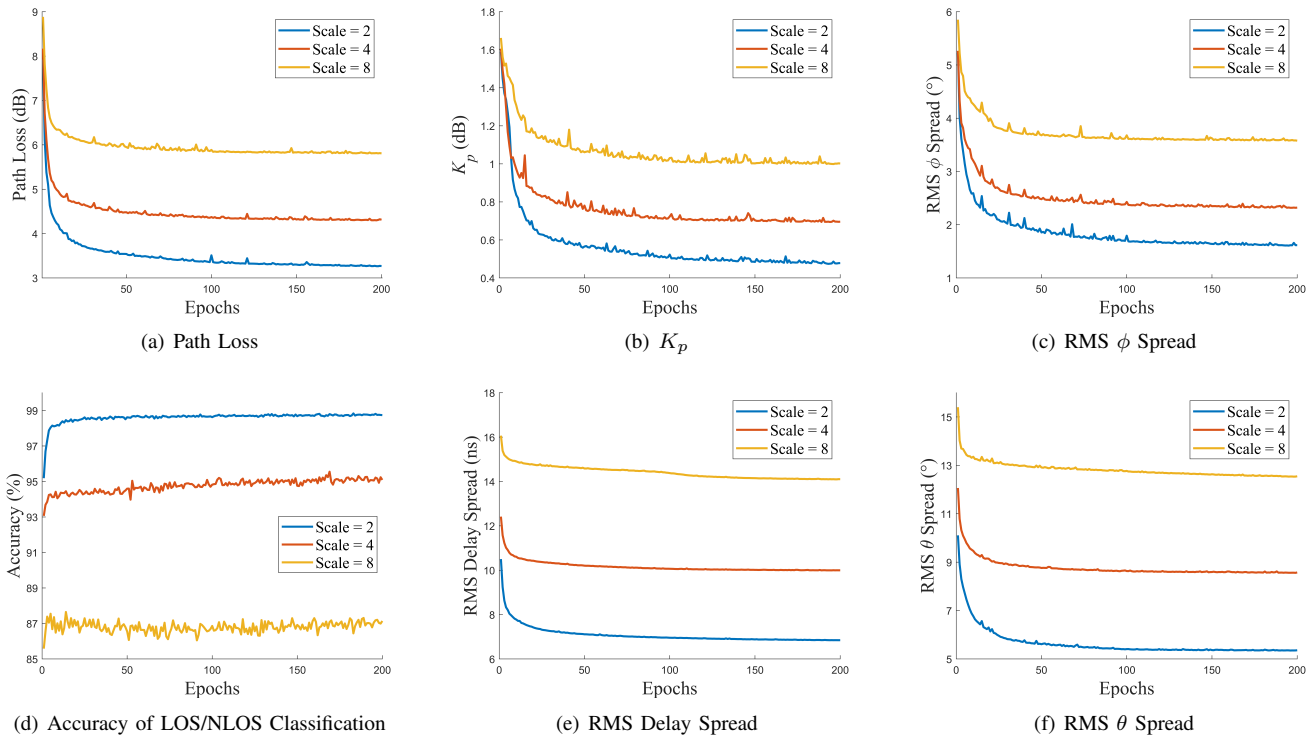 9
8
7
6
5
4
3
50
100
150
200
Path Loss (dB)
Epochs
Scale = 2
Scale = 4
Scale = 8
(a) Path Loss
1.8
1.6
1.4
1.2
1
0.8
0.6
0.4
0
50
100
150
200
K_p (dB)
Epochs
Scale = 2
Scale = 4
Scale = 8
(b) K_p
6
5
4
3
2
1
0
50
100
150
200
RMS ϕ Spread (°)
Epochs
Scale = 2
Scale = 4
Scale = 8
(c) RMS ϕ Spread
99
98
96
95
93
89
87
85
0
50
100
150
200
Accuracy (%)
Epochs
Scale = 2
Scale = 4
Scale = 8
(d) Accuracy of LOS/NLOS Classification
18
16
14
12
10
8
6
0
50
100
150
200
RMS Delay Spread (ns)
Epochs
Scale = 2
Scale = 4
Scale = 8
(e) RMS Delay Spread
15
13
11
9
7
5
0
50
100
150
200
RMS θ Spread (°)
Epochs
Scale = 2
Scale = 4
Scale = 8
(f) RMS θ Spread